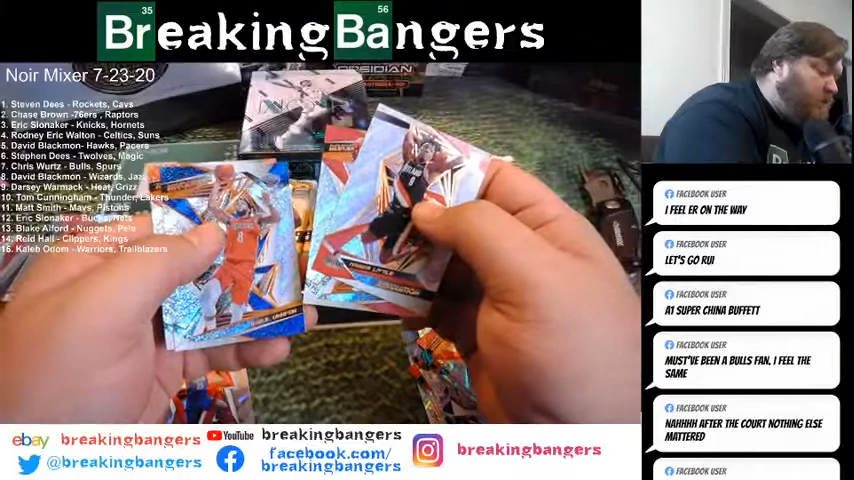 35
56
BreakingBangers
Noir Mixer 7-23-20
1. Steven Dees - Rockets, Cavs
2. Chase Brown -76ers , Raptors
3. Eric Slonaker - Knicks, Hornets
4. Rodney Eric Walton - Celtics, Suns
5. David Blackmon- Hawks, Pacers
6. Stephen Dees - Twolves, Magic
7. Chris Wurtz - Bulls, Spurs
8. David Blackmon - Wizards, Jazz
9. Darsey Warmack - Heat, Grizz
10. Tom Cunningham - Thunder, Lakers
11. Matt Smith - Mavs, Pistons
12. Eric Slonaker - Bucks, Nets
13. Blake Alford - Nuggets, Pels
14. Reid Hall - Clippers, Kings
15. Kaleb Odom - Warriors, Trailblazers
OBSIDIAN
NOIR
8
NASSIR LITTLE
FACEBOOK USER
I FEEL ER ON THE WAY
FACEBOOK USER
LET'S GO RUI
FACEBOOK USER
A1 SUPER CHINA BUFFETT
FACEBOOK USER
MUST'VE BEEN A BULLS FAN. I FEEL THE
SAME
FACEBOOK USER
NAHHHH AFTER THE COURT NOTHING ELSE
MATTERED
FACEBOOK USER
ebay breakingbangers
YouTube breakingbangers
@breakingbangers
facebook.com/
breakingbangers
breakingbangers